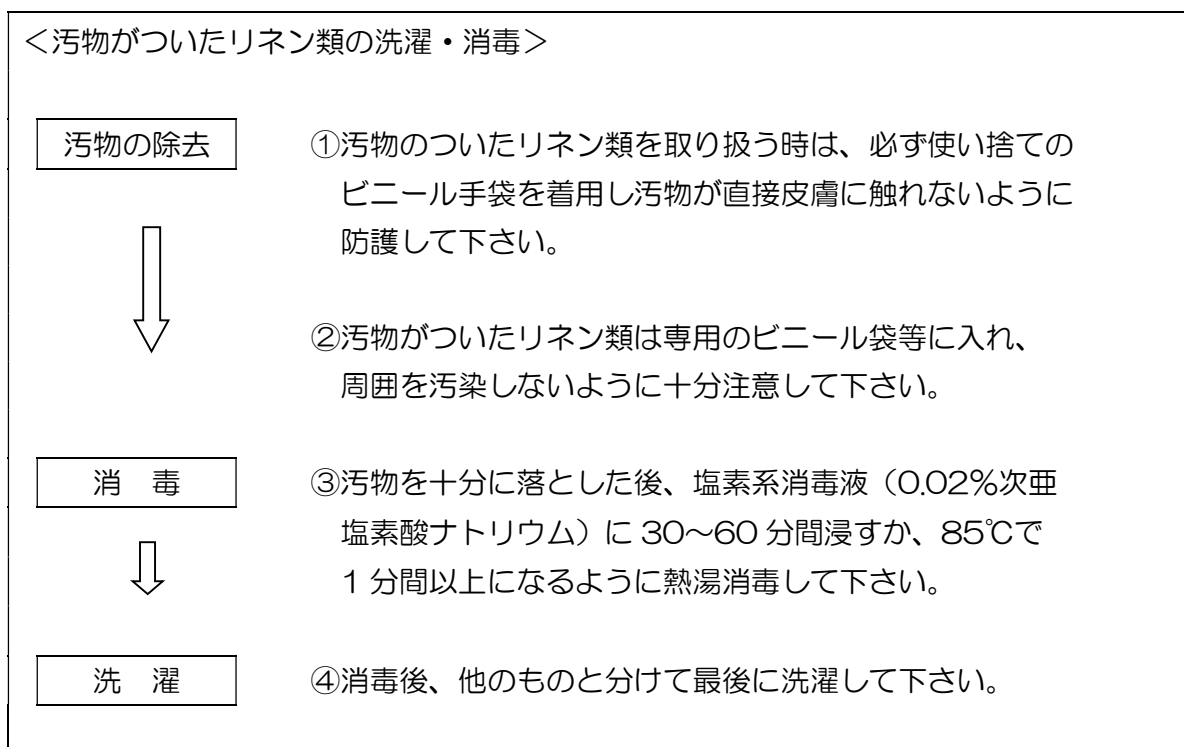 ＜汚物がついたリネン類の洗濯・消毒＞
汚物の除去
①汚物のついたリネン類を取り扱う時は、必ず使い捨ての
ビニール手袋を着用し汚物が直接皮膚に触れないように
防護して下さい。
②汚物がついたリネン類は専用のビニール袋等に入れ、
周囲を汚染しないように十分注意して下さい。
消　毒
③汚物を十分に落とした後、塩素系消毒液（0.02％次亜
塩素酸ナトリウム）に 30～60 分間浸すか、85℃で
1 分間以上になるように熱湯消毒して下さい。
洗　濯
④消毒後、他のものと分けて最後に洗濯して下さい。